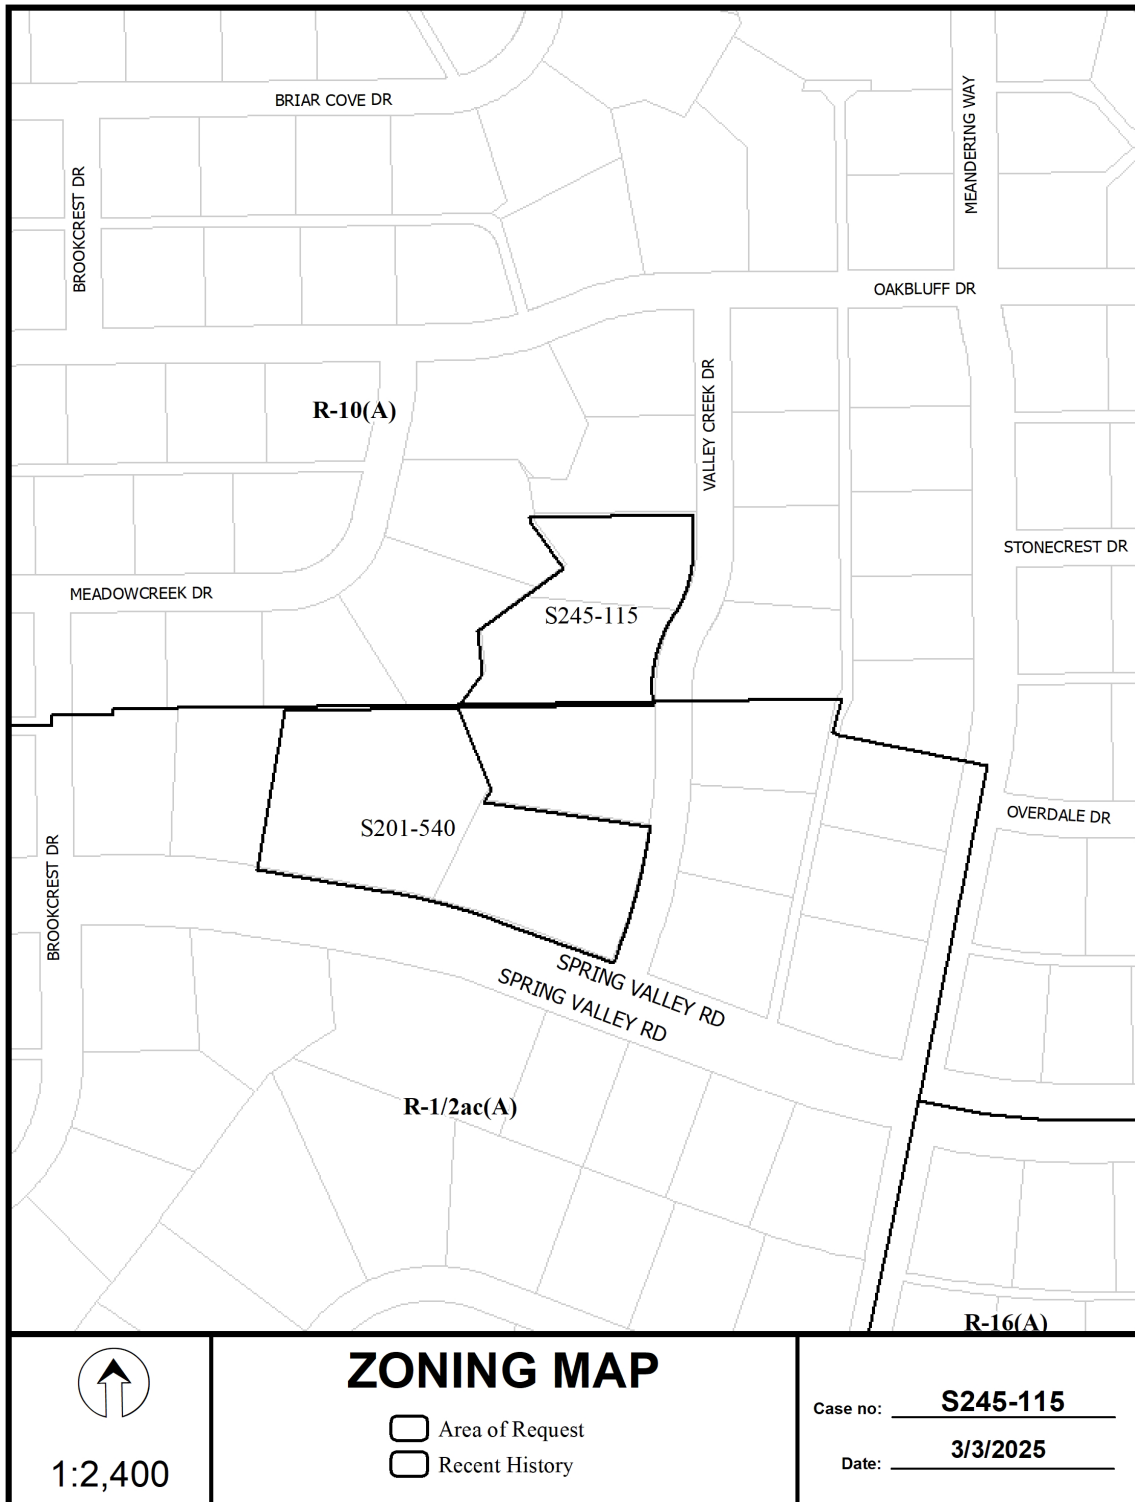 BRIAR COVE DR
MEANDERING WAY
BROOKCREST DR
OAKBLUFF DR
VALLEY CREEK DR
R-10(A)
STONECREST DR
MEADOWCREEK DR
S245-115
OVERDALE DR
S201-540
BROOKCREST DR
SPRING VALLEY RD
SPRING VALLEY RD
R-1/2ac(A)
R-16(A)
1:2,400
ZONING MAP
Area of Request
Recent History
Case no: S245-115
Date: 3/3/2025